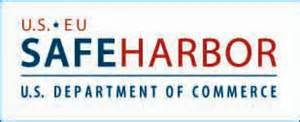 U.S. • EU
SAFEHARBOR
U.S. DEPARTMENT OF COMMERCE